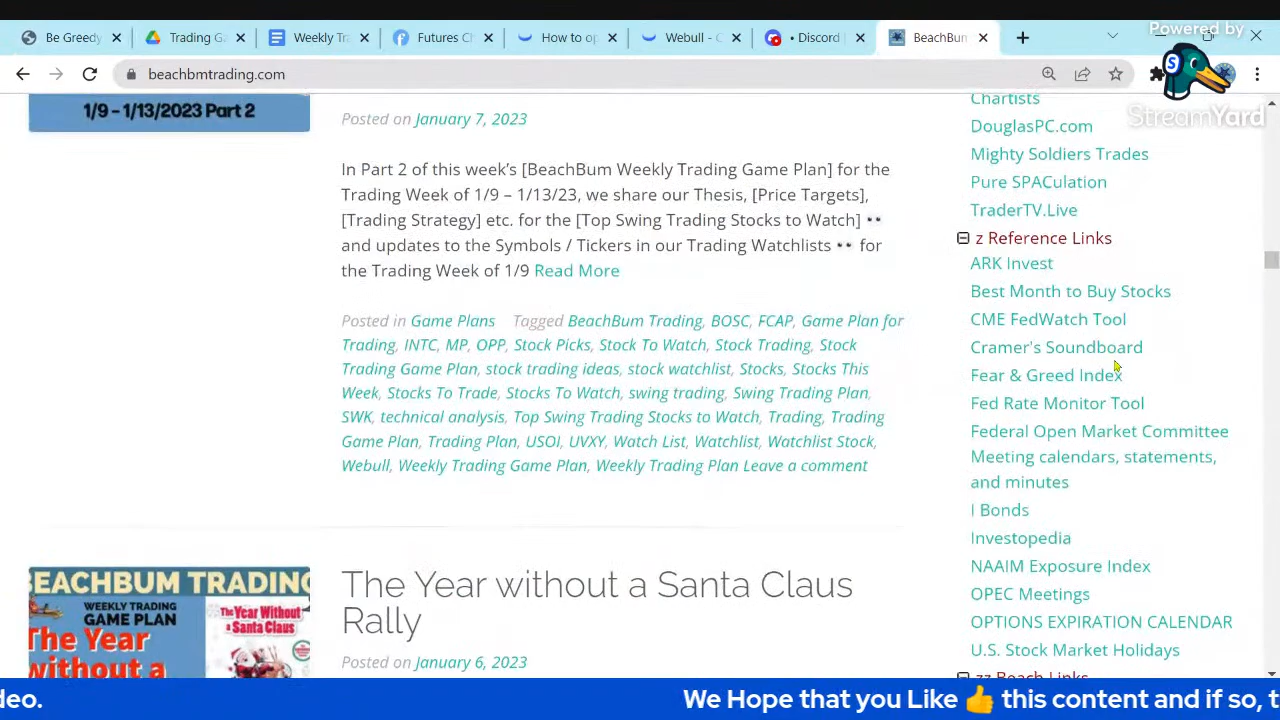 Be Greedy
Trading Ga
Weekly Tra
Futures
How to op
Webull - C
• Discord
BeachBum
Powered by
beachbmtrading.com
StreamYard
1/9 – 1/13/2023 Part 2
Posted on January 7, 2023
In Part 2 of this week’s [BeachBum Weekly Trading Game Plan] for the
Trading Week of 1/9 – 1/13/23, we share our Thesis, [Price Targets],
[Trading Strategy] etc. for the [Top Swing Trading Stocks to Watch] 👀
and updates to the Symbols / Tickers in our Trading Watchlists 👀 for
the Trading Week of 1/9 Read More
Posted in Game Plans Tagged BeachBum Trading, BOSC, FCAP, Game Plan for
Trading, INTC, MP, OPP, Stock Picks, Stock To Watch, Stock Trading, Stock
Trading Game Plan, stock trading ideas, stock watchlist, Stocks, Stocks This
Week, Stocks To Trade, Stocks To Watch, swing trading, Swing Trading Plan,
SWK, technical analysis, Top Swing Trading Stocks to Watch, Trading, Trading
Game Plan, Trading Plan, USOI, UVXY, Watch List, Watchlist, Watchlist Stock,
Webull, Weekly Trading Game Plan, Weekly Trading Plan Leave a comment
BEACHBUM TRADING
WEEKLY TRADING
GAME PLAN
The Year
without a
The Year Without
a Santa Claus
The Year without a Santa Claus
Rally
Posted on January 6, 2023
Chartists
DouglasPC.com
Mighty Soldiers Trades
Pure SPACulation
TraderTV.Live
z Reference Links
ARK Invest
Best Month to Buy Stocks
CME FedWatch Tool
Cramer's Soundboard
Fear & Greed Index
Fed Rate Monitor Tool
Federal Open Market Committee
Meeting calendars, statements,
and minutes
I Bonds
Investopedia
NAAIM Exposure Index
OPEC Meetings
OPTIONS EXPIRATION CALENDAR
U.S. Stock Market Holidays
zz Beach Links
deo. We Hope that you Like 👍 this content and if so, t